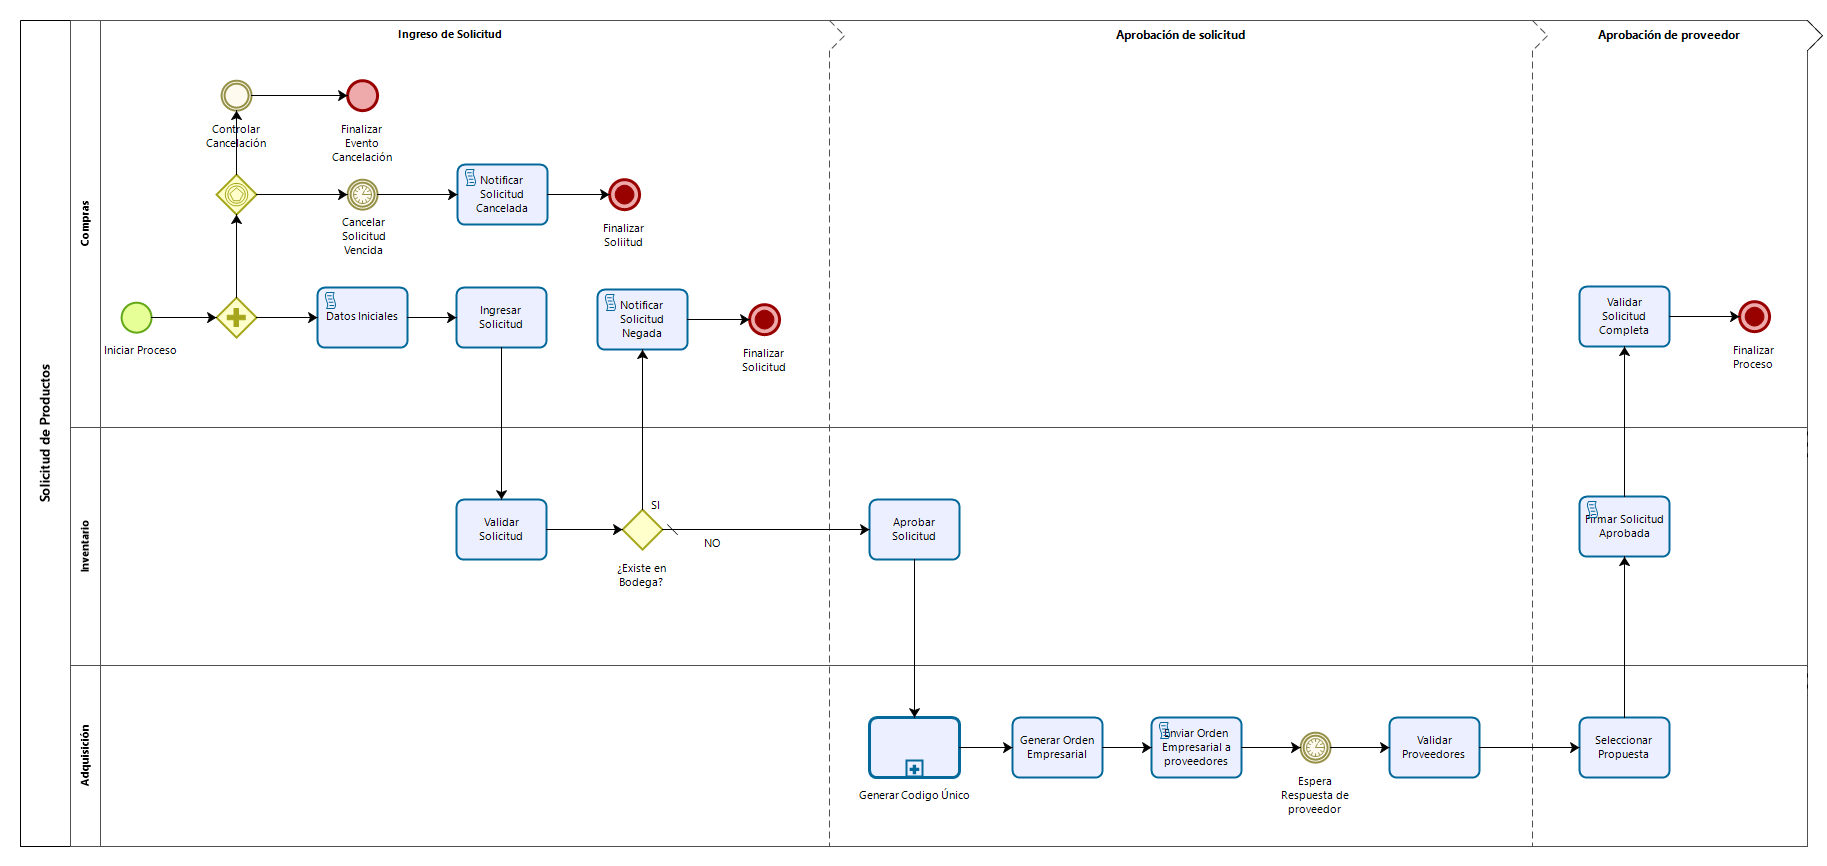 Solicitud de Productos
Ingreso de Solicitud
Aprobación de solicitud
Aprobación de proveedor
Compras
Controlar
Cancelación
Finalizar
Evento
Cancelación
Cancelar
Solicitud
Vencida
Notificar
Solicitud
Cancelada
Finalizar
Soliitud
Iniciar Proceso
Datos Iniciales
Ingresar
Solicitud
Notificar
Solicitud
Negada
Finalizar
Solicitud
Validar
Solicitud
Completa
Finalizar
Proceso
Inventario
Validar
Solicitud
SI
NO
¿Existe en
Bodega?
Aprobar
Solicitud
Firmar Solicitud
Aprobada
Adquisición
Generar Codigo Único
Generar Orden
Empresarial
Enviar Orden
Empresarial a
proveedores
Espera
Respuesta de
proveedor
Validar
Proveedores
Seleccionar
Propuesta